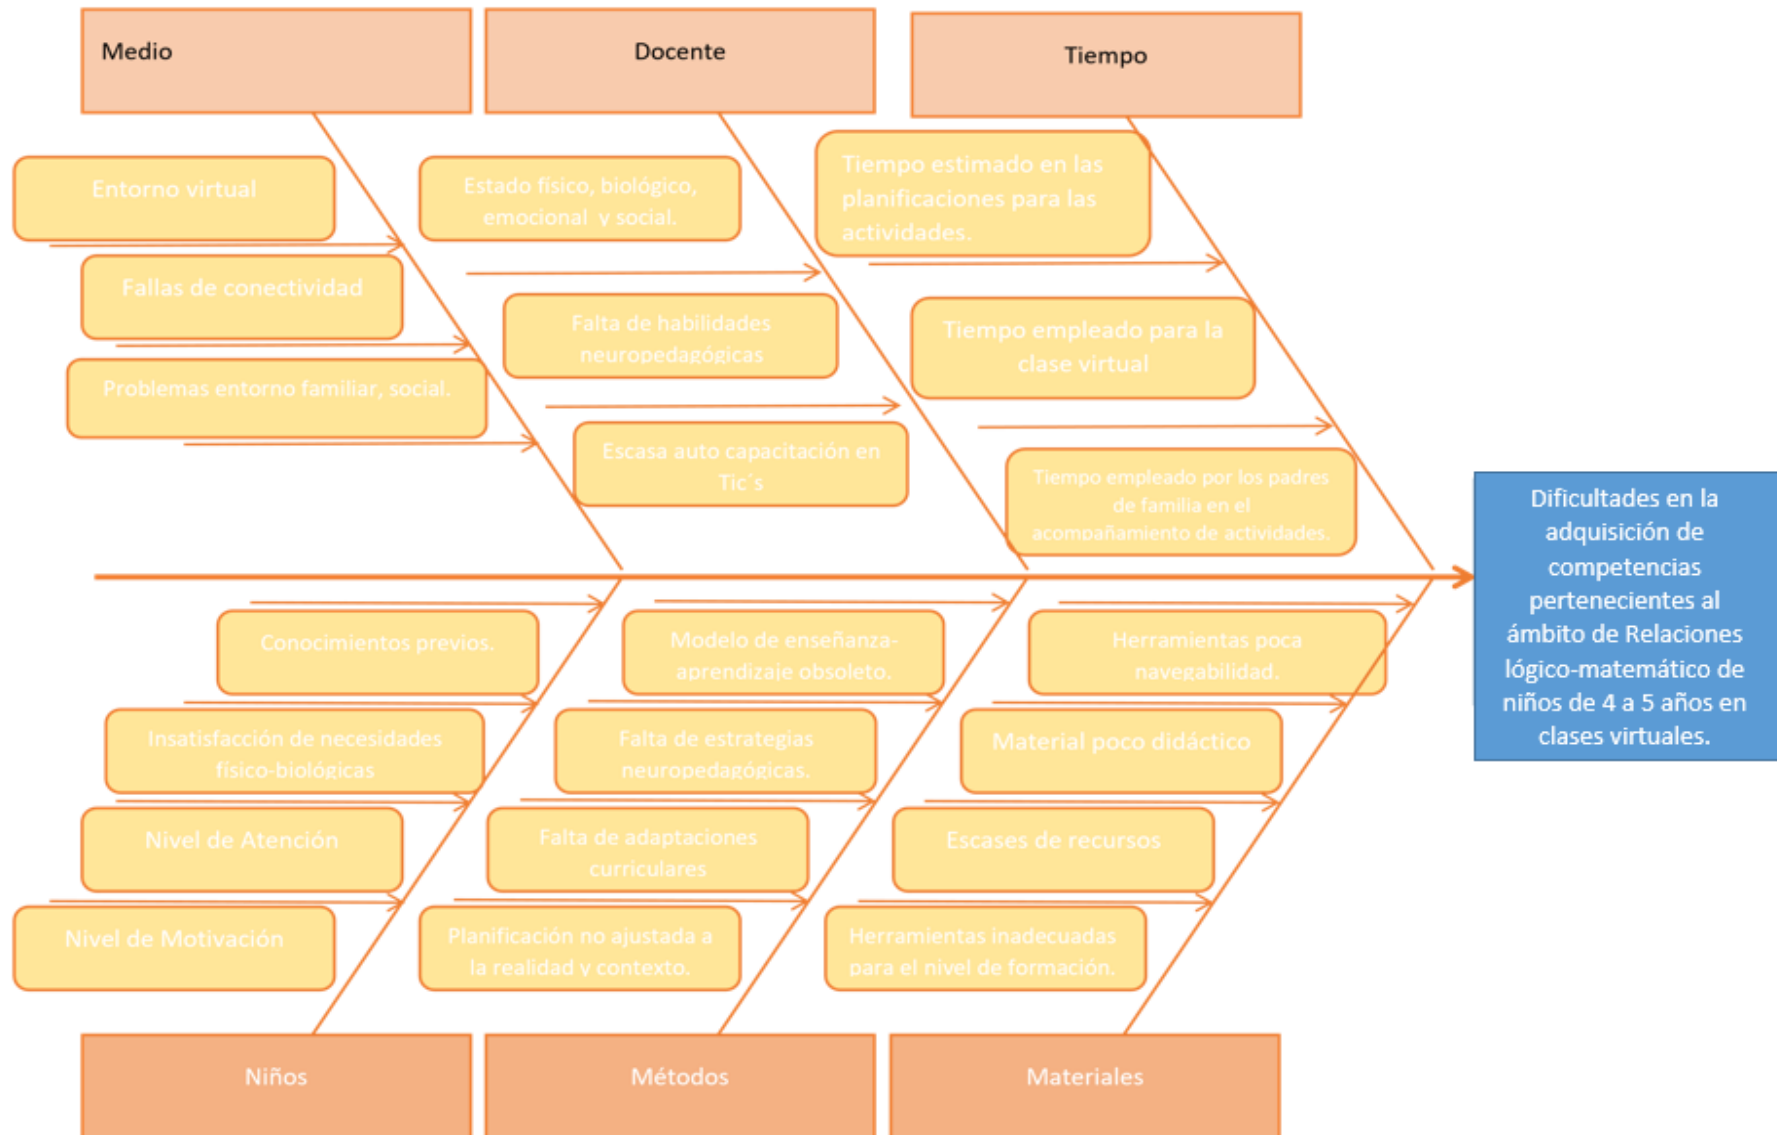 Medio
Docente
Tiempo
Entorno virtual
Fallas de conectividad
Problemas entorno familiar, social.
Estado físico, biológico,
emocional y social.
Falta de habilidades
neuropedagógicas
Escasa auto capacitación en
Tic´s
Tiempo estimado en las
planificaciones para las
actividades.
Tiempo empleado para la
clase virtual
Tiempo empleado por los padres
de familia en el
acompañamiento de actividades.
Dificultades en la
adquisición de
competencias
pertenecientes al
ámbito de Relaciones
lógico-matemático de
niños de 4 a 5 años en
clases virtuales.
Conocimientos previos.
Insatisfacción de necesidades
físico-biológicas
Nivel de Atención
Nivel de Motivación
Modelo de enseñanza-
aprendizaje obsoleto.
Falta de estrategias
neuropedagógicas.
Falta de adaptaciones
curriculares
Planificación no ajustada a
la realidad y contexto.
Herramientas poca
navegabilidad.
Material poco didáctico
Escases de recursos
Herramientas inadecuadas
para el nivel de formación.
Niños
Métodos
Materiales